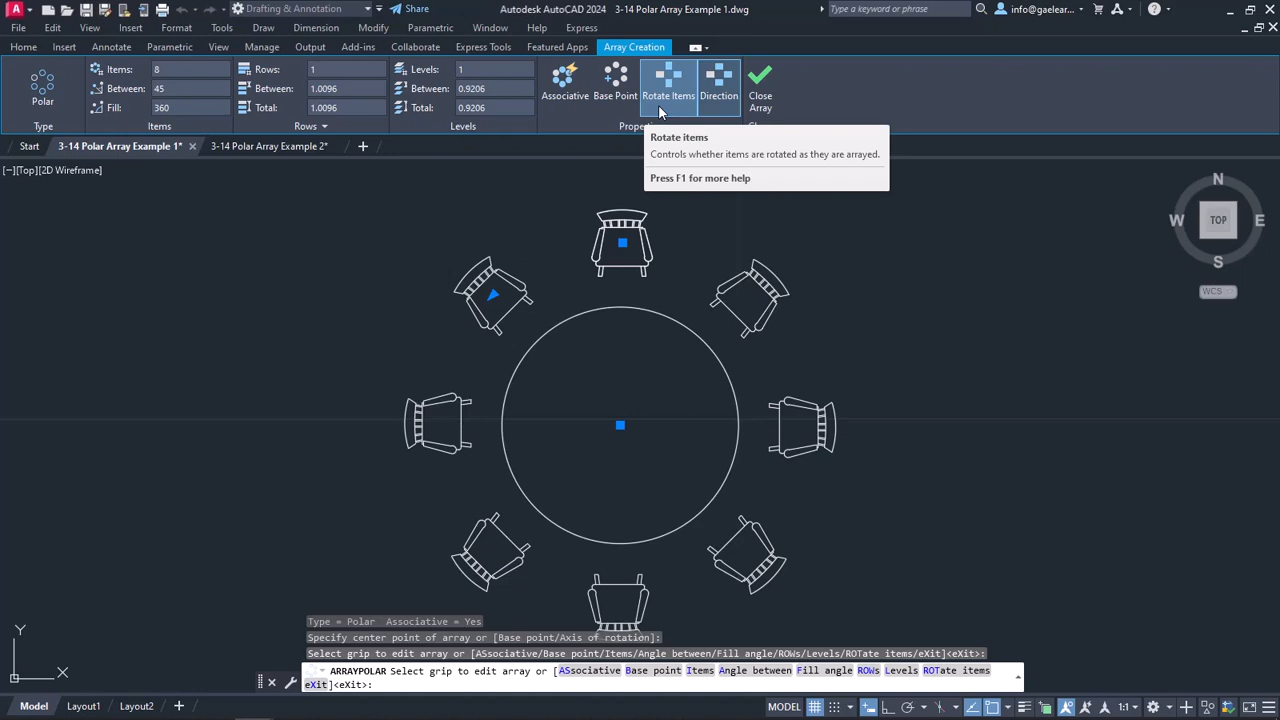 A CAD Drafting & Annotation Share Autodesk AutoCAD 2024 3-14 Polar Array Example 1.dwg Type a keyword or phrase info@gaelear...
File Edit View Insert Format Tools Draw Dimension Modify Parametric Window Help Express
Home Insert Annotate Parametric View Manage Output Add-ins Collaborate Express Tools Featured Apps Array Creation
Items: 8 Rows: 1 Levels: 1
Between: 45 Between: 1.0096 Between: 0.9206
Fill: 360 Total: 1.0096 Total: 0.9206
Polar Associative Base Point Rotate Items Direction Close Array
Type Items Rows Levels Propert
Start 3-14 Polar Array Example 1* 3-14 Polar Array Example 2*
Rotate items
Controls whether items are rotated as they are arrayed.
Press F1 for more help
[−][Top][2D Wireframe]
N
W TOP E
S
WCS
Type = Polar Associative = Yes
Specify center point of array or [Base point/Axis of rotation]:
Select grip to edit array or [ASsociative/Base point/Items/Angle between/Fill angle/ROWs/Levels/ROTate items/eXit]<eXit>:
ARRAYPOLAR Select grip to edit array or [ASsociative Base point Items Angle between Fill angle ROWs Levels ROTate items
eXit]<eXit>:
Y
X
Model Layout1 Layout2 MODEL 1:1